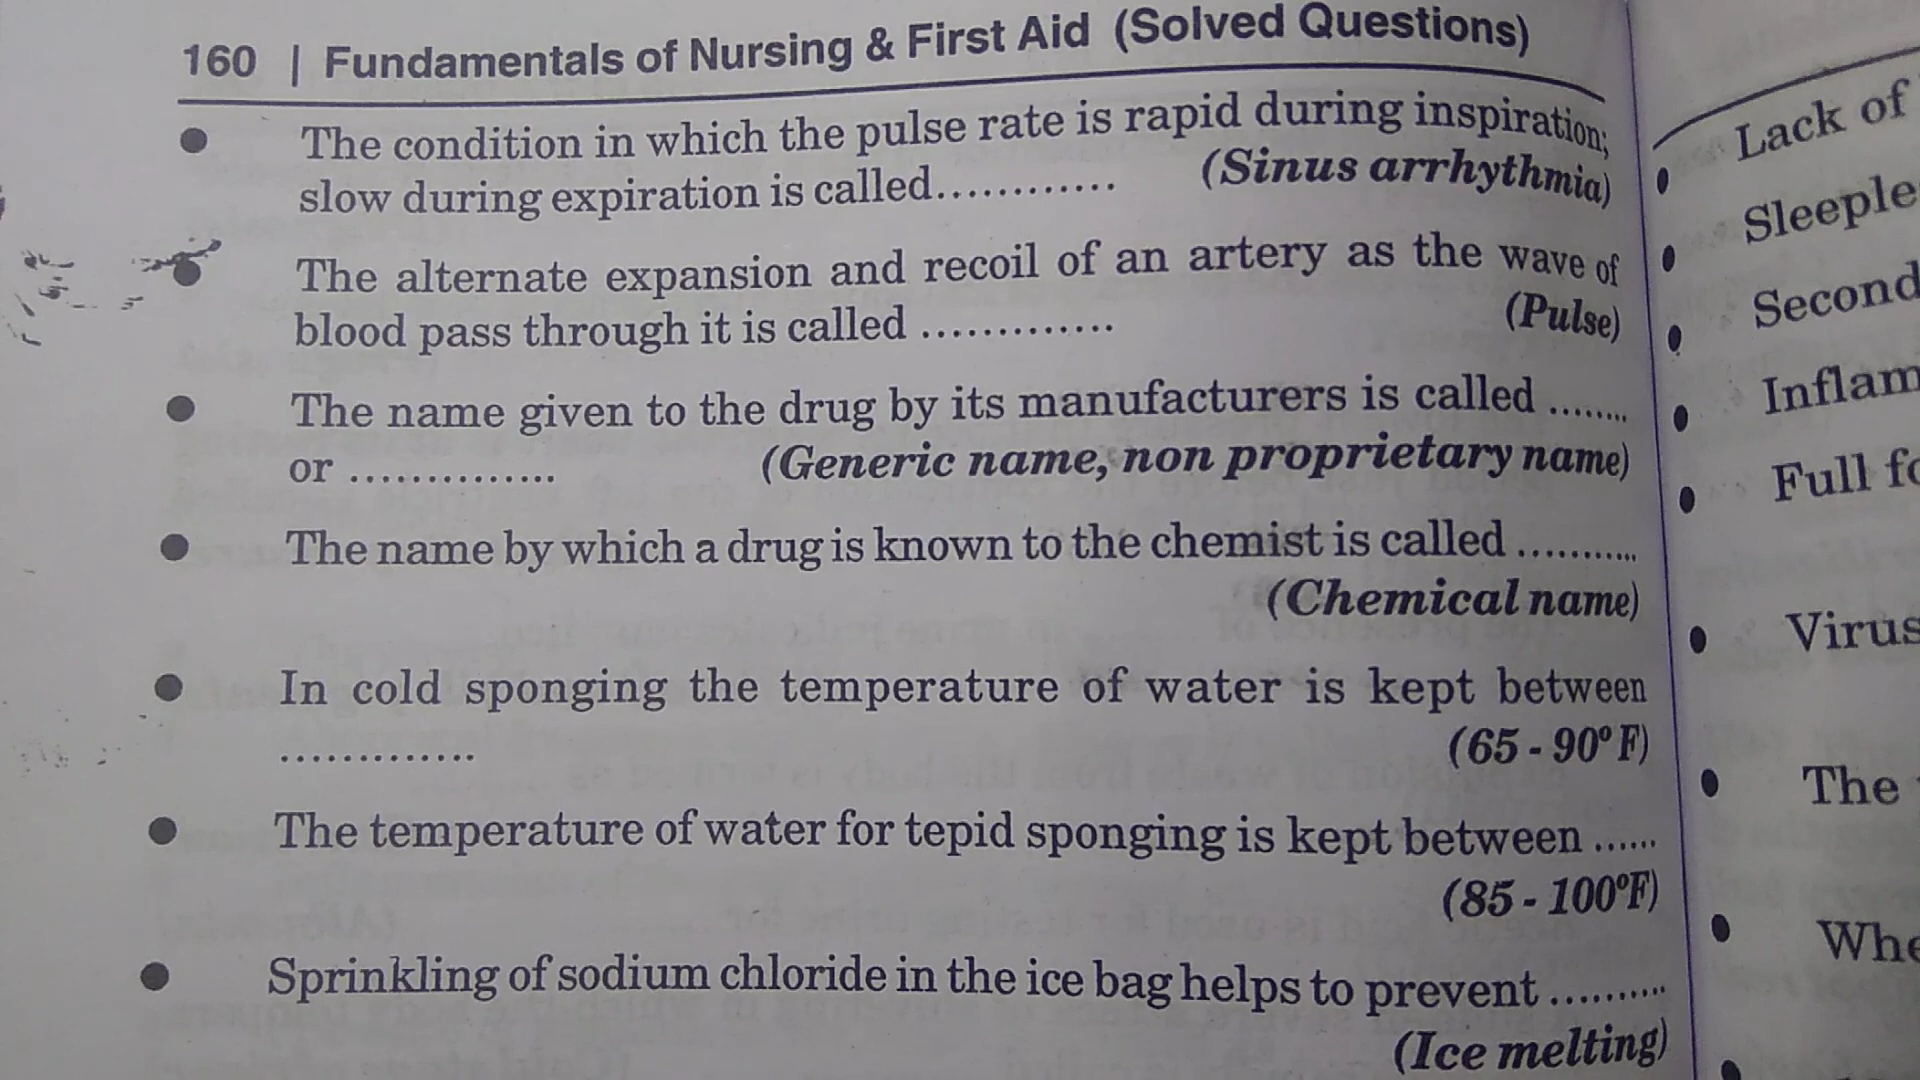 160 | Fundamentals of Nursing & First Aid (Solved Questions)
● The condition in which the pulse rate is rapid during inspiration;
slow during expiration is called............ (Sinus arrhythmia)
● The alternate expansion and recoil of an artery as the wave of
blood pass through it is called ............. (Pulse)
● The name given to the drug by its manufacturers is called ........
or .............. (Generic name, non proprietary name)
● The name by which a drug is known to the chemist is called ...........
(Chemical name)
● In cold sponging the temperature of water is kept between
............. (65 - 90º F)
● The temperature of water for tepid sponging is kept between ......
(85 - 100ºF)
● Sprinkling of sodium chloride in the ice bag helps to prevent ..........
(Ice melting)
● Lack of
● Sleeple
● Second
● Inflam
● Full fo
● Virus
● The
● Whe